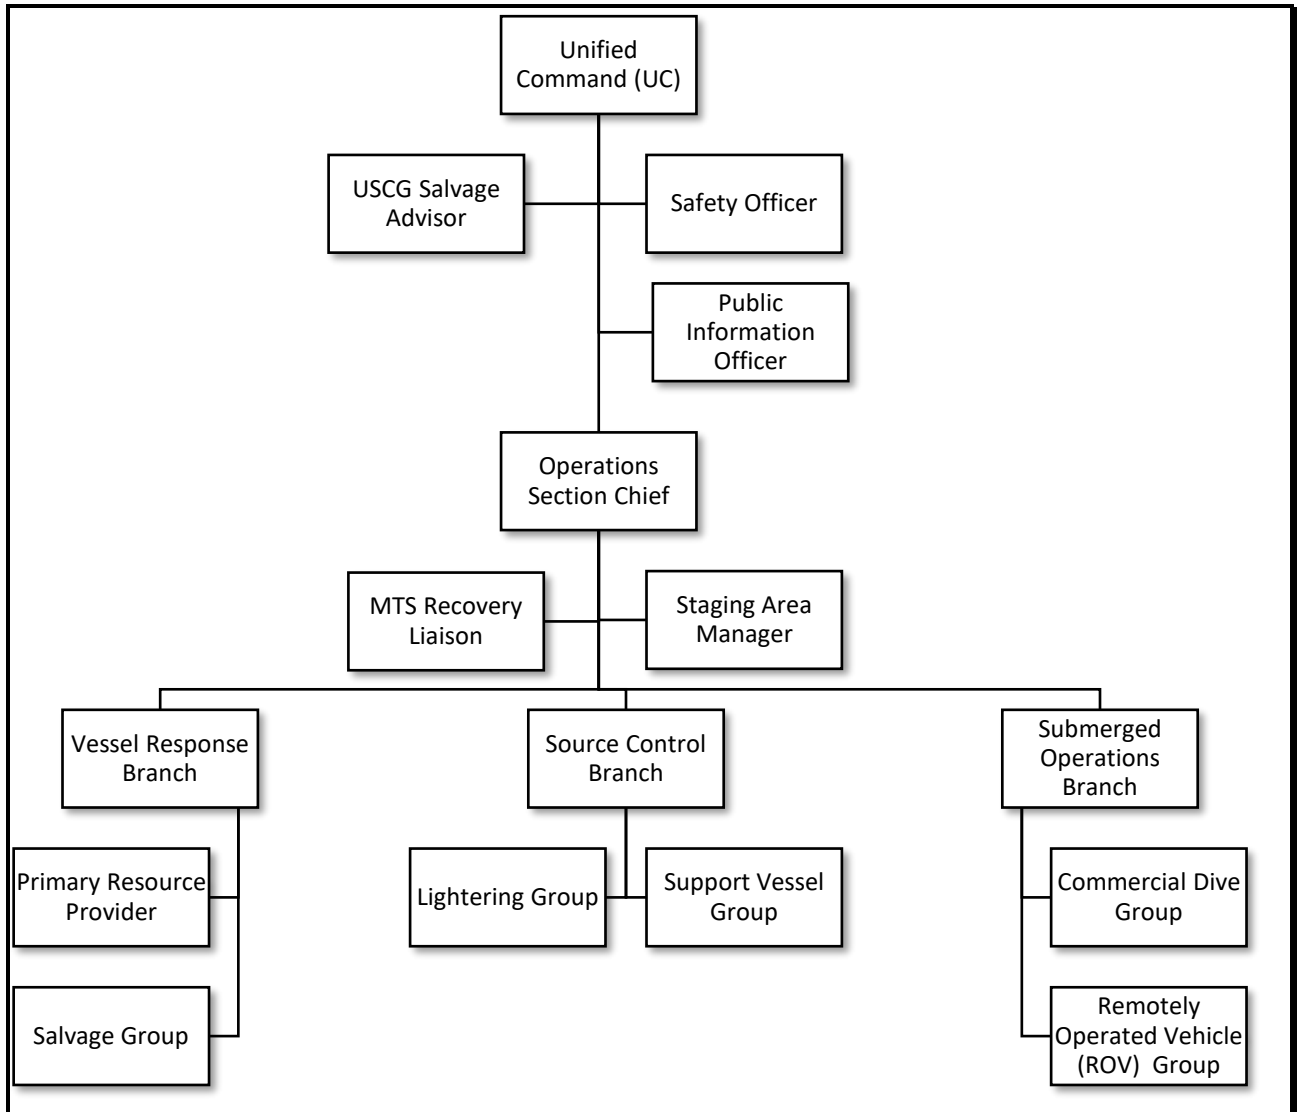 Unified
Command (UC)
USCG Salvage
Advisor
Safety Officer
Public
Information
Officer
Operations
Section Chief
MTS Recovery
Liaison
Staging Area
Manager
Vessel Response
Branch
Source Control
Branch
Submerged
Operations
Branch
Primary Resource
Provider
Lightering Group
Support Vessel
Group
Commercial Dive
Group
Salvage Group
Remotely
Operated Vehicle
(ROV)  Group